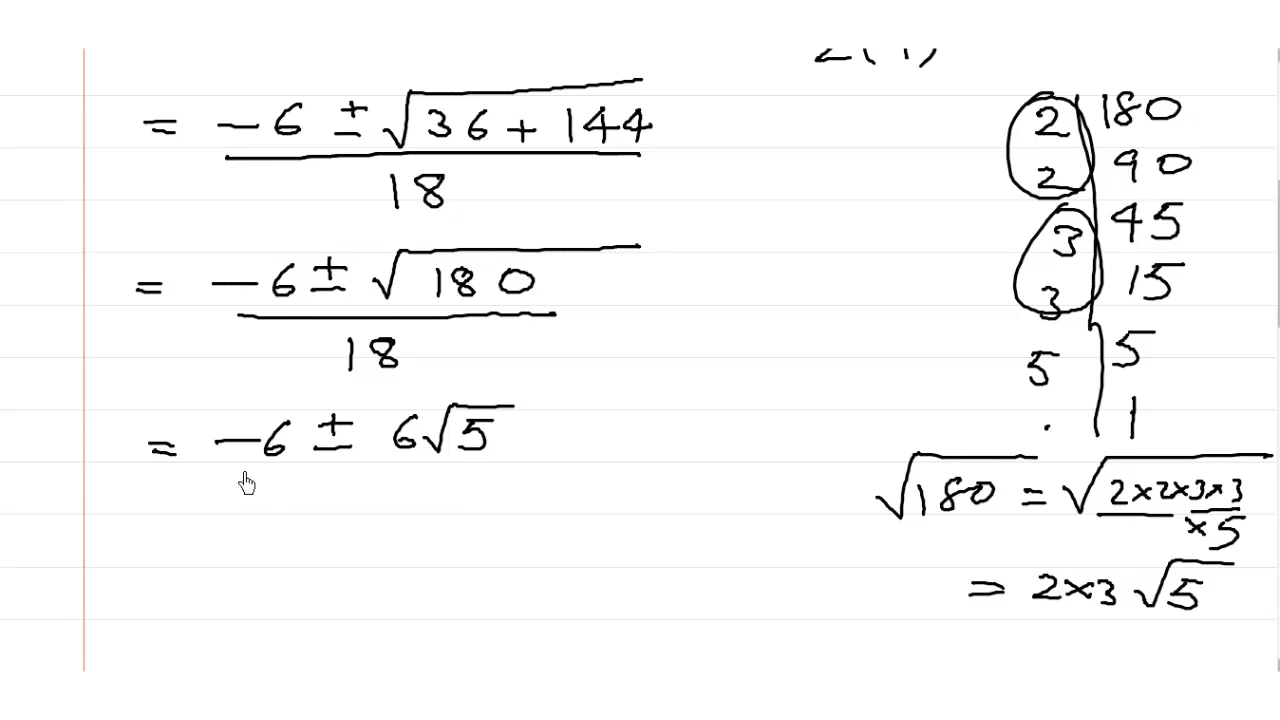 = -6 ± √36 + 144
18
= -6 ± √180
18
= -6 ± 6√5
2 180
2 90
3 45
3 15
5 5
. 1
√180 = √2×2×3×3
×5
= 2×3 √5